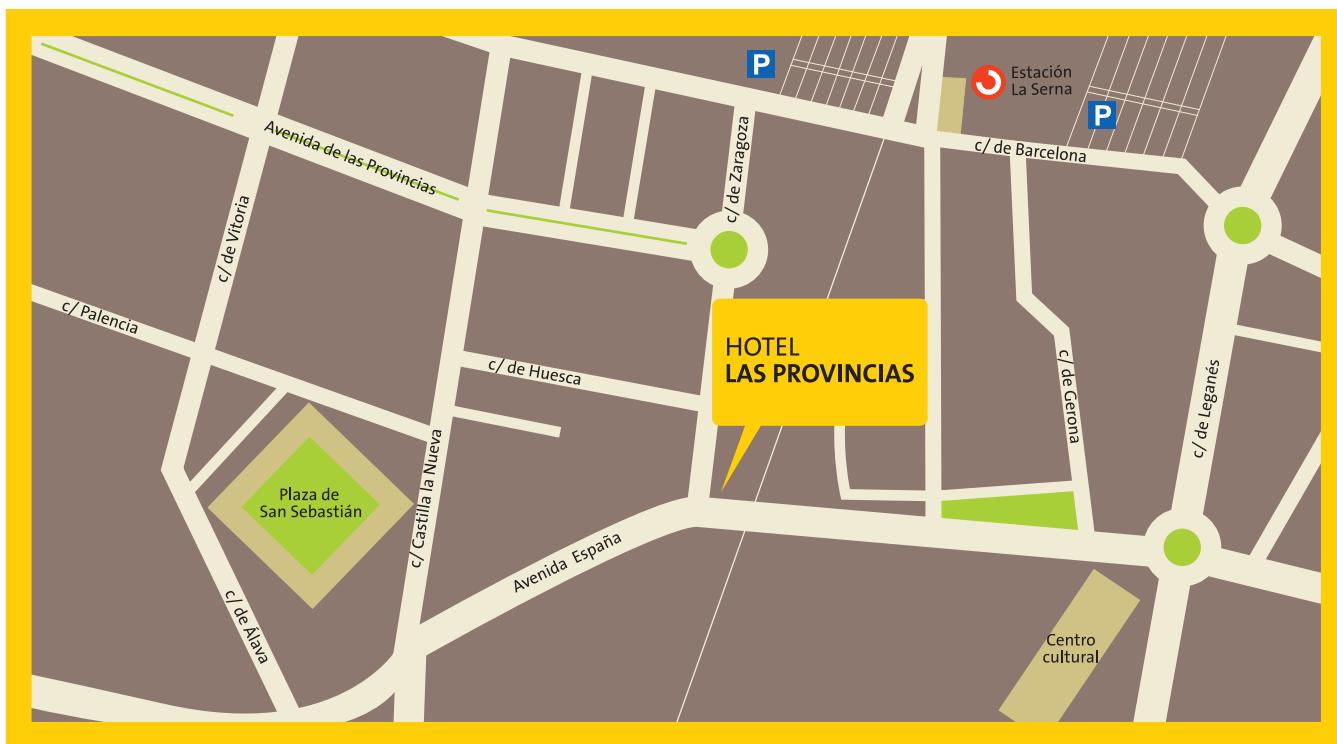 P
Estación
La Serna
P
Avenida de las Provincias
c/ de Zaragoza
c/ de Barcelona
c/ de Vitoria
c/ Palencia
HOTEL
LAS PROVINCIAS
c/ de Huesca
c/ de Gerona
c/ de Leganés
c/ Castilla la Nueva
Plaza de
San Sebastián
Avenida España
c/ de Álava
Centro
cultural